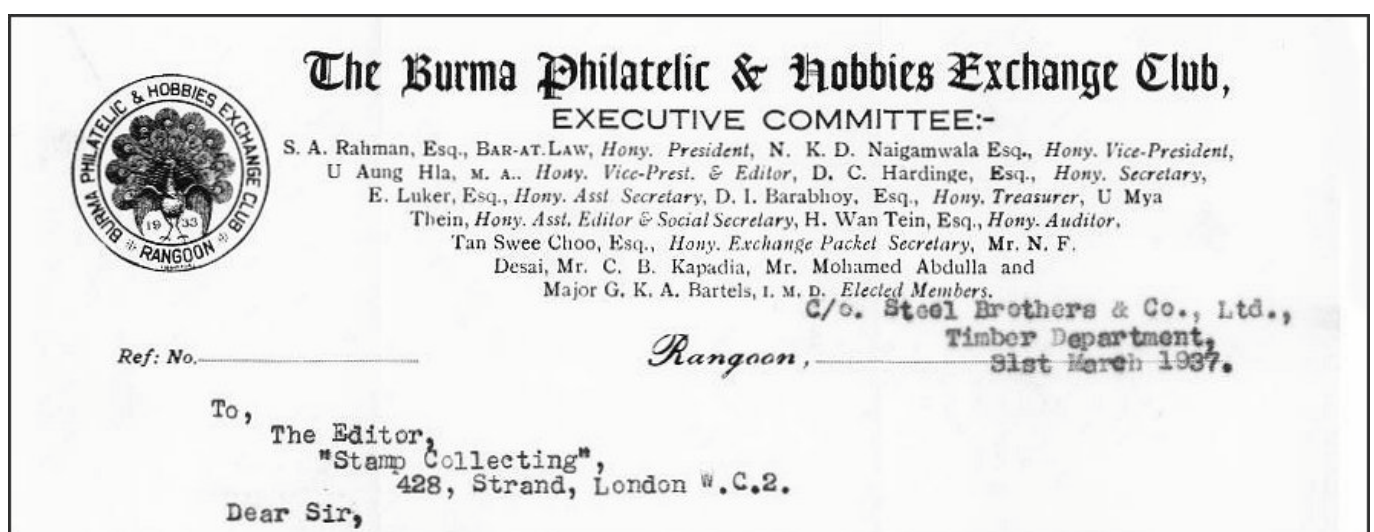 The Burma Philatelic & Hobbies Exchange Club,
EXECUTIVE COMMITTEE:-
S. A. Rahman, Esq., BAR-AT.LAW, Hony. President, N. K. D. Naigamwala Esq., Hony. Vice-President,
U Aung Hla, M. A.. Hony. Vice-Prest. & Editor, D. C. Hardinge, Esq., Hony. Secretary,
E. Luker, Esq., Hony. Asst Secretary, D. I. Barabhoy, Esq., Hony. Treasurer, U Mya
Thein, Hony. Asst. Editor & Social Secretary, H. Wan Tein, Esq., Hony. Auditor,
Tan Swee Choo, Esq., Hony. Exchange Packet Secretary, Mr. N. F.
Desai, Mr. C. B. Kapadia, Mr. Mohamed Abdulla and
Major G. K. A. Bartels, I. M. D. Elected Members.
BURMA PHILATELIC & HOBBIES EXCHANGE CLUB
1933
RANGOON
C/o. Steel Brothers & Co., Ltd.,
Timber Department,
Ref: No. Rangoon, 31st March 1937.
To,
The Editor,
"Stamp Collecting",
428, Strand, London W.C.2.
Dear Sir,